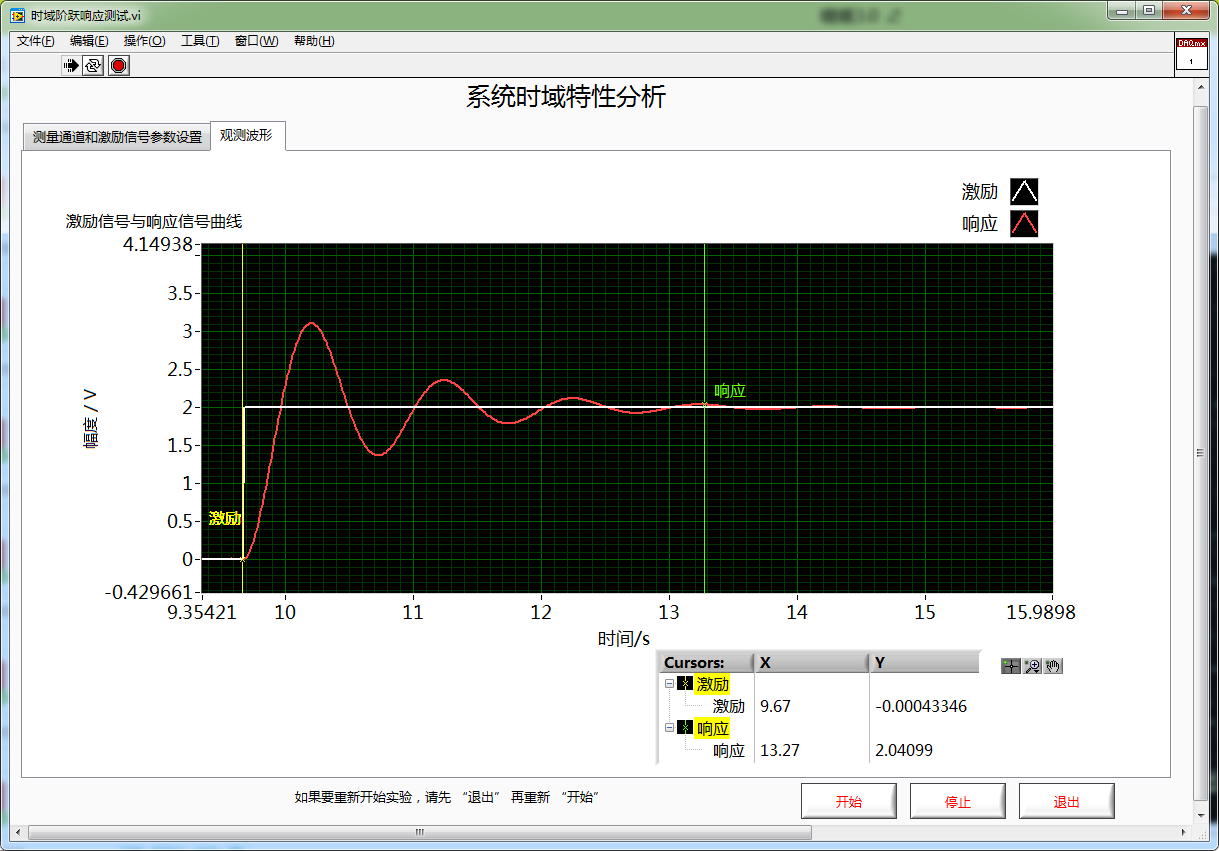 时域阶跃响应测试.vi
文件(F) 编辑(E) 操作(O) 工具(T) 窗口(W) 帮助(H)
DAQmx
1
系统时域特性分析
测量通道和激励信号参数设置 观测波形
激励
响应
激励信号与响应信号曲线
4.14938
3.5
3
2.5
2
1.5
1
0.5
0
-0.429661
幅度 / V
响应
激励
9.35421 10 11 12 13 14 15 15.9898
时间/s
Cursors: X Y
激励
激励 9.67 -0.00043346
响应
响应 13.27 2.04099
如果要重新开始实验，请先 “退出” 再重新 “开始”
开始 停止 退出